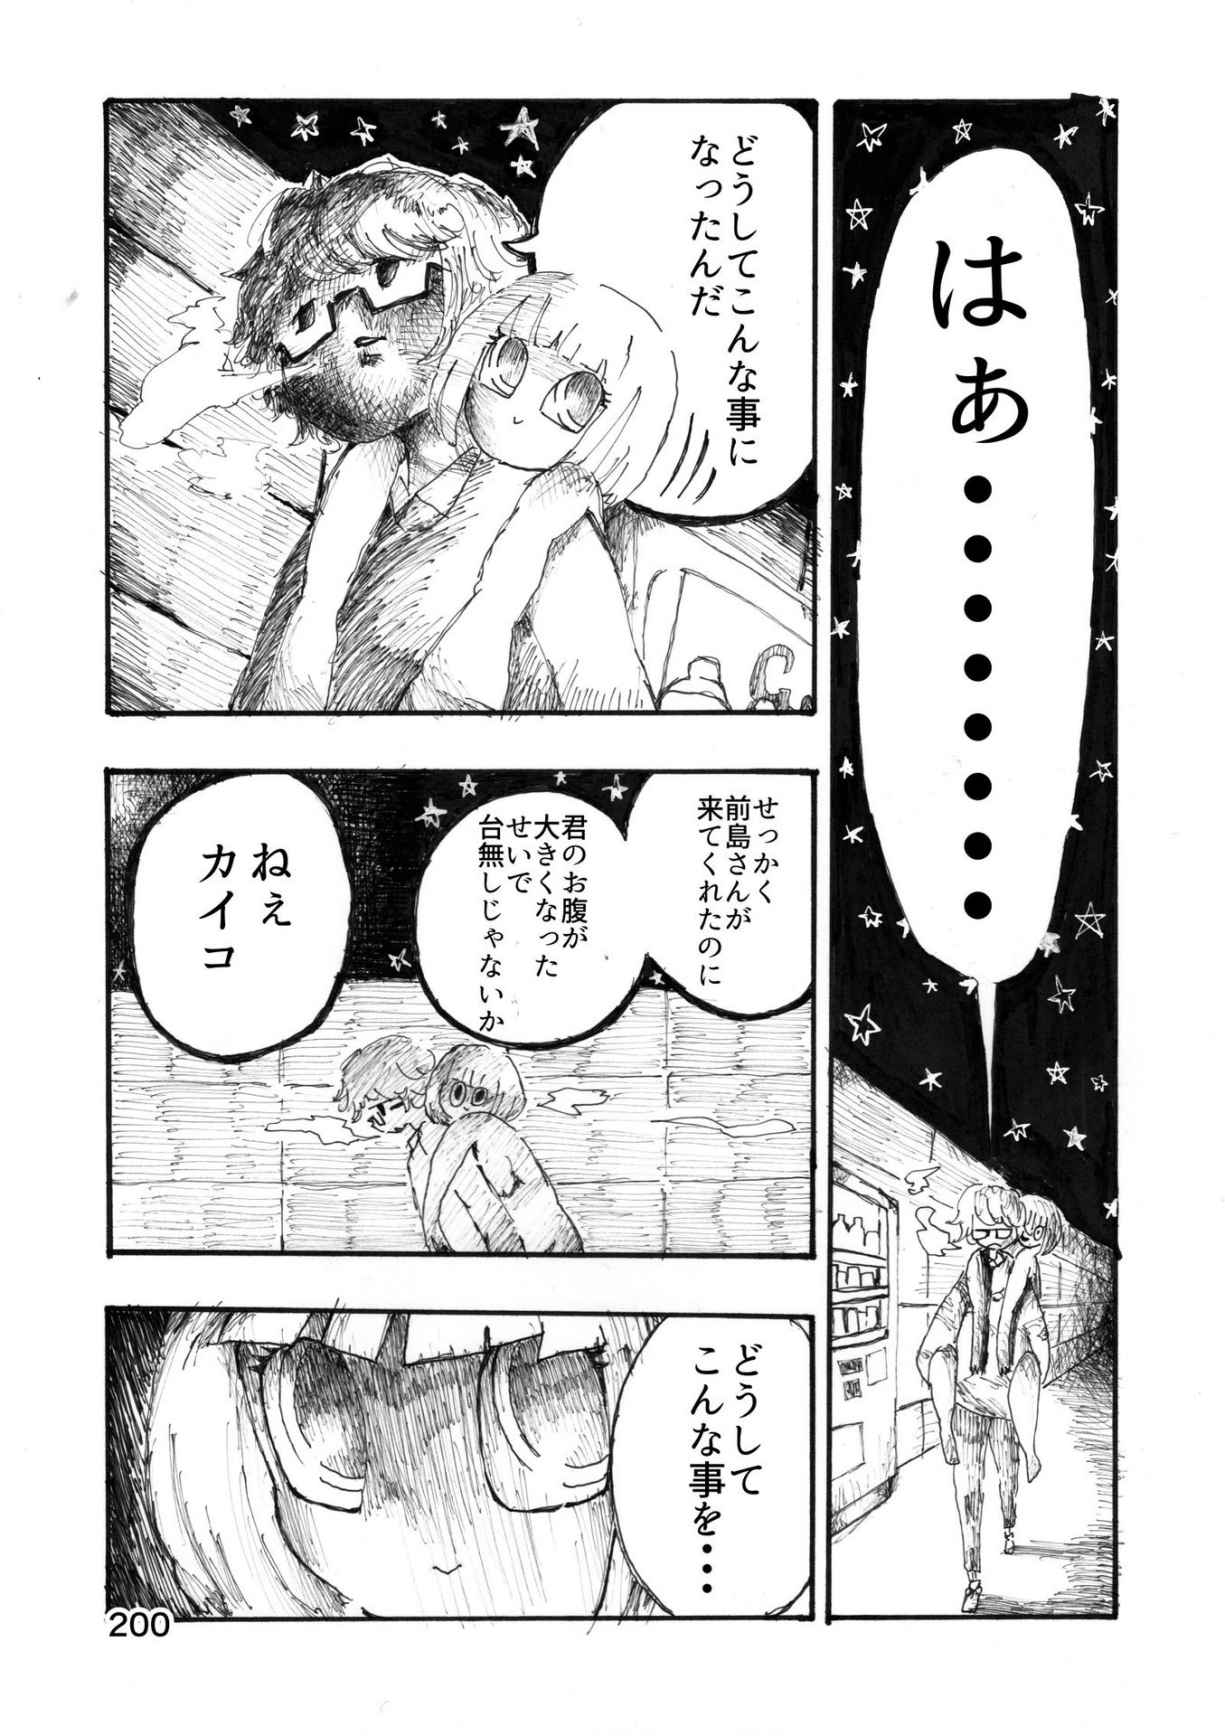 はぁ・・・・・・・・
どうしてこんな事に
なったんだ
せっかく
前島さんが
来てくれたのに
君のお腹が
大きくなった
せいで
台無しじゃないか
ねぇ
カイコ
どうして
こんな事を・・・
200